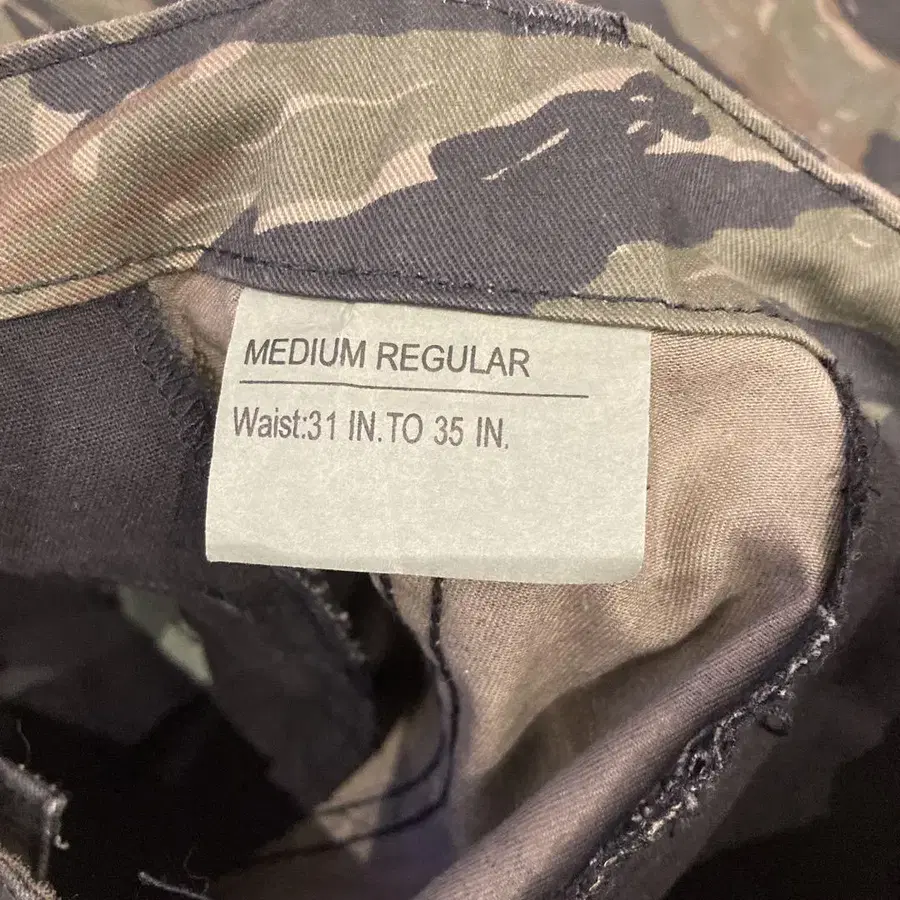 MEDIUM REGULAR
Waist:31 IN.TO 35 IN.